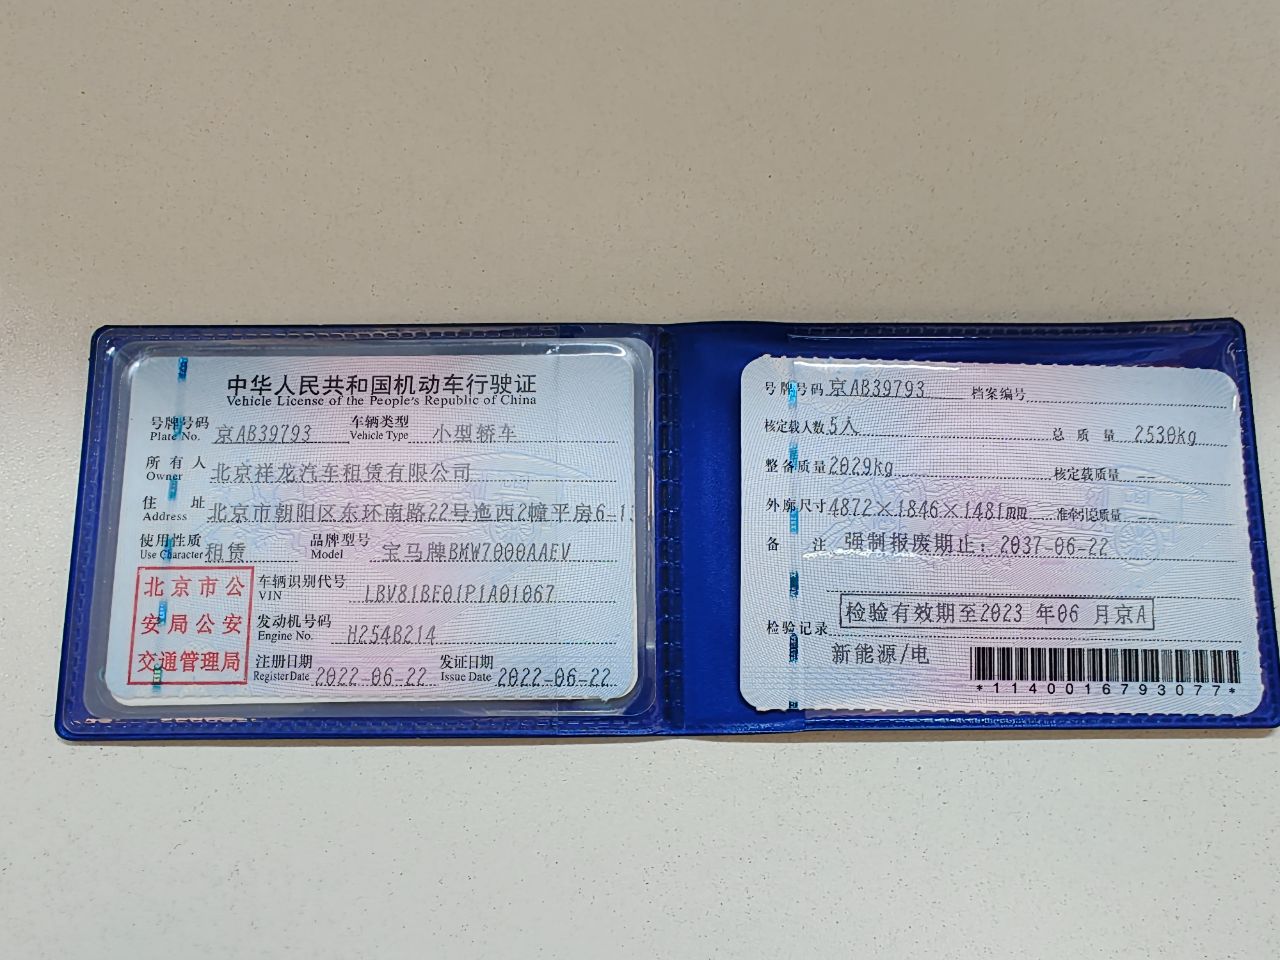 中华人民共和国机动车行驶证
Vehicle License of the People's Republic of China
号牌号码 京AB39793 车辆类型 小型轿车
Plate No. Vehicle Type
所有人 北京祥龙汽车租赁有限公司
Owner
住址 北京市朝阳区东环南路22号迤西2幢平房6-1
Address
使用性质 租赁 品牌型号 宝马牌BMW7000AAEV
Use Character Model
北京市公
安局公安
交通管理局
车辆识别代号 LBV81BE01P1A01067
VIN
发动机号码 H254B214
Engine No.
注册日期 2022-06-22 发证日期 2022-06-22
Register Date Issue Date
号牌号码 京AB39793 档案编号
核定载人数 5人 总质量 2530kg
整备质量 2029kg 核定载质量 --
外廓尺寸 4872×1846×1481mm 准牵引总质量 --
备注 强制报废期止：2037-06-22
检验有效期至2023 年06 月京A
检验记录
新能源/电
*1140016793077*